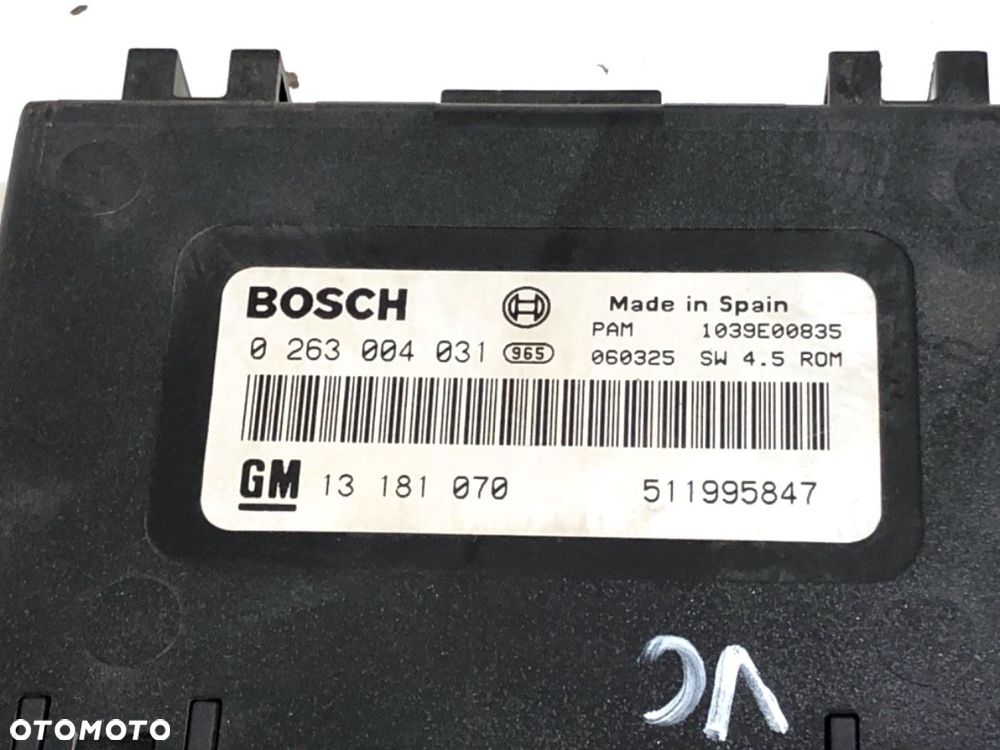 BOSCH
Made in Spain
PAM 1039E00835
0 263 004 031 965 060325 SW 4.5 ROM
GM 13 181 070 511995847
VC
OTOMOTO